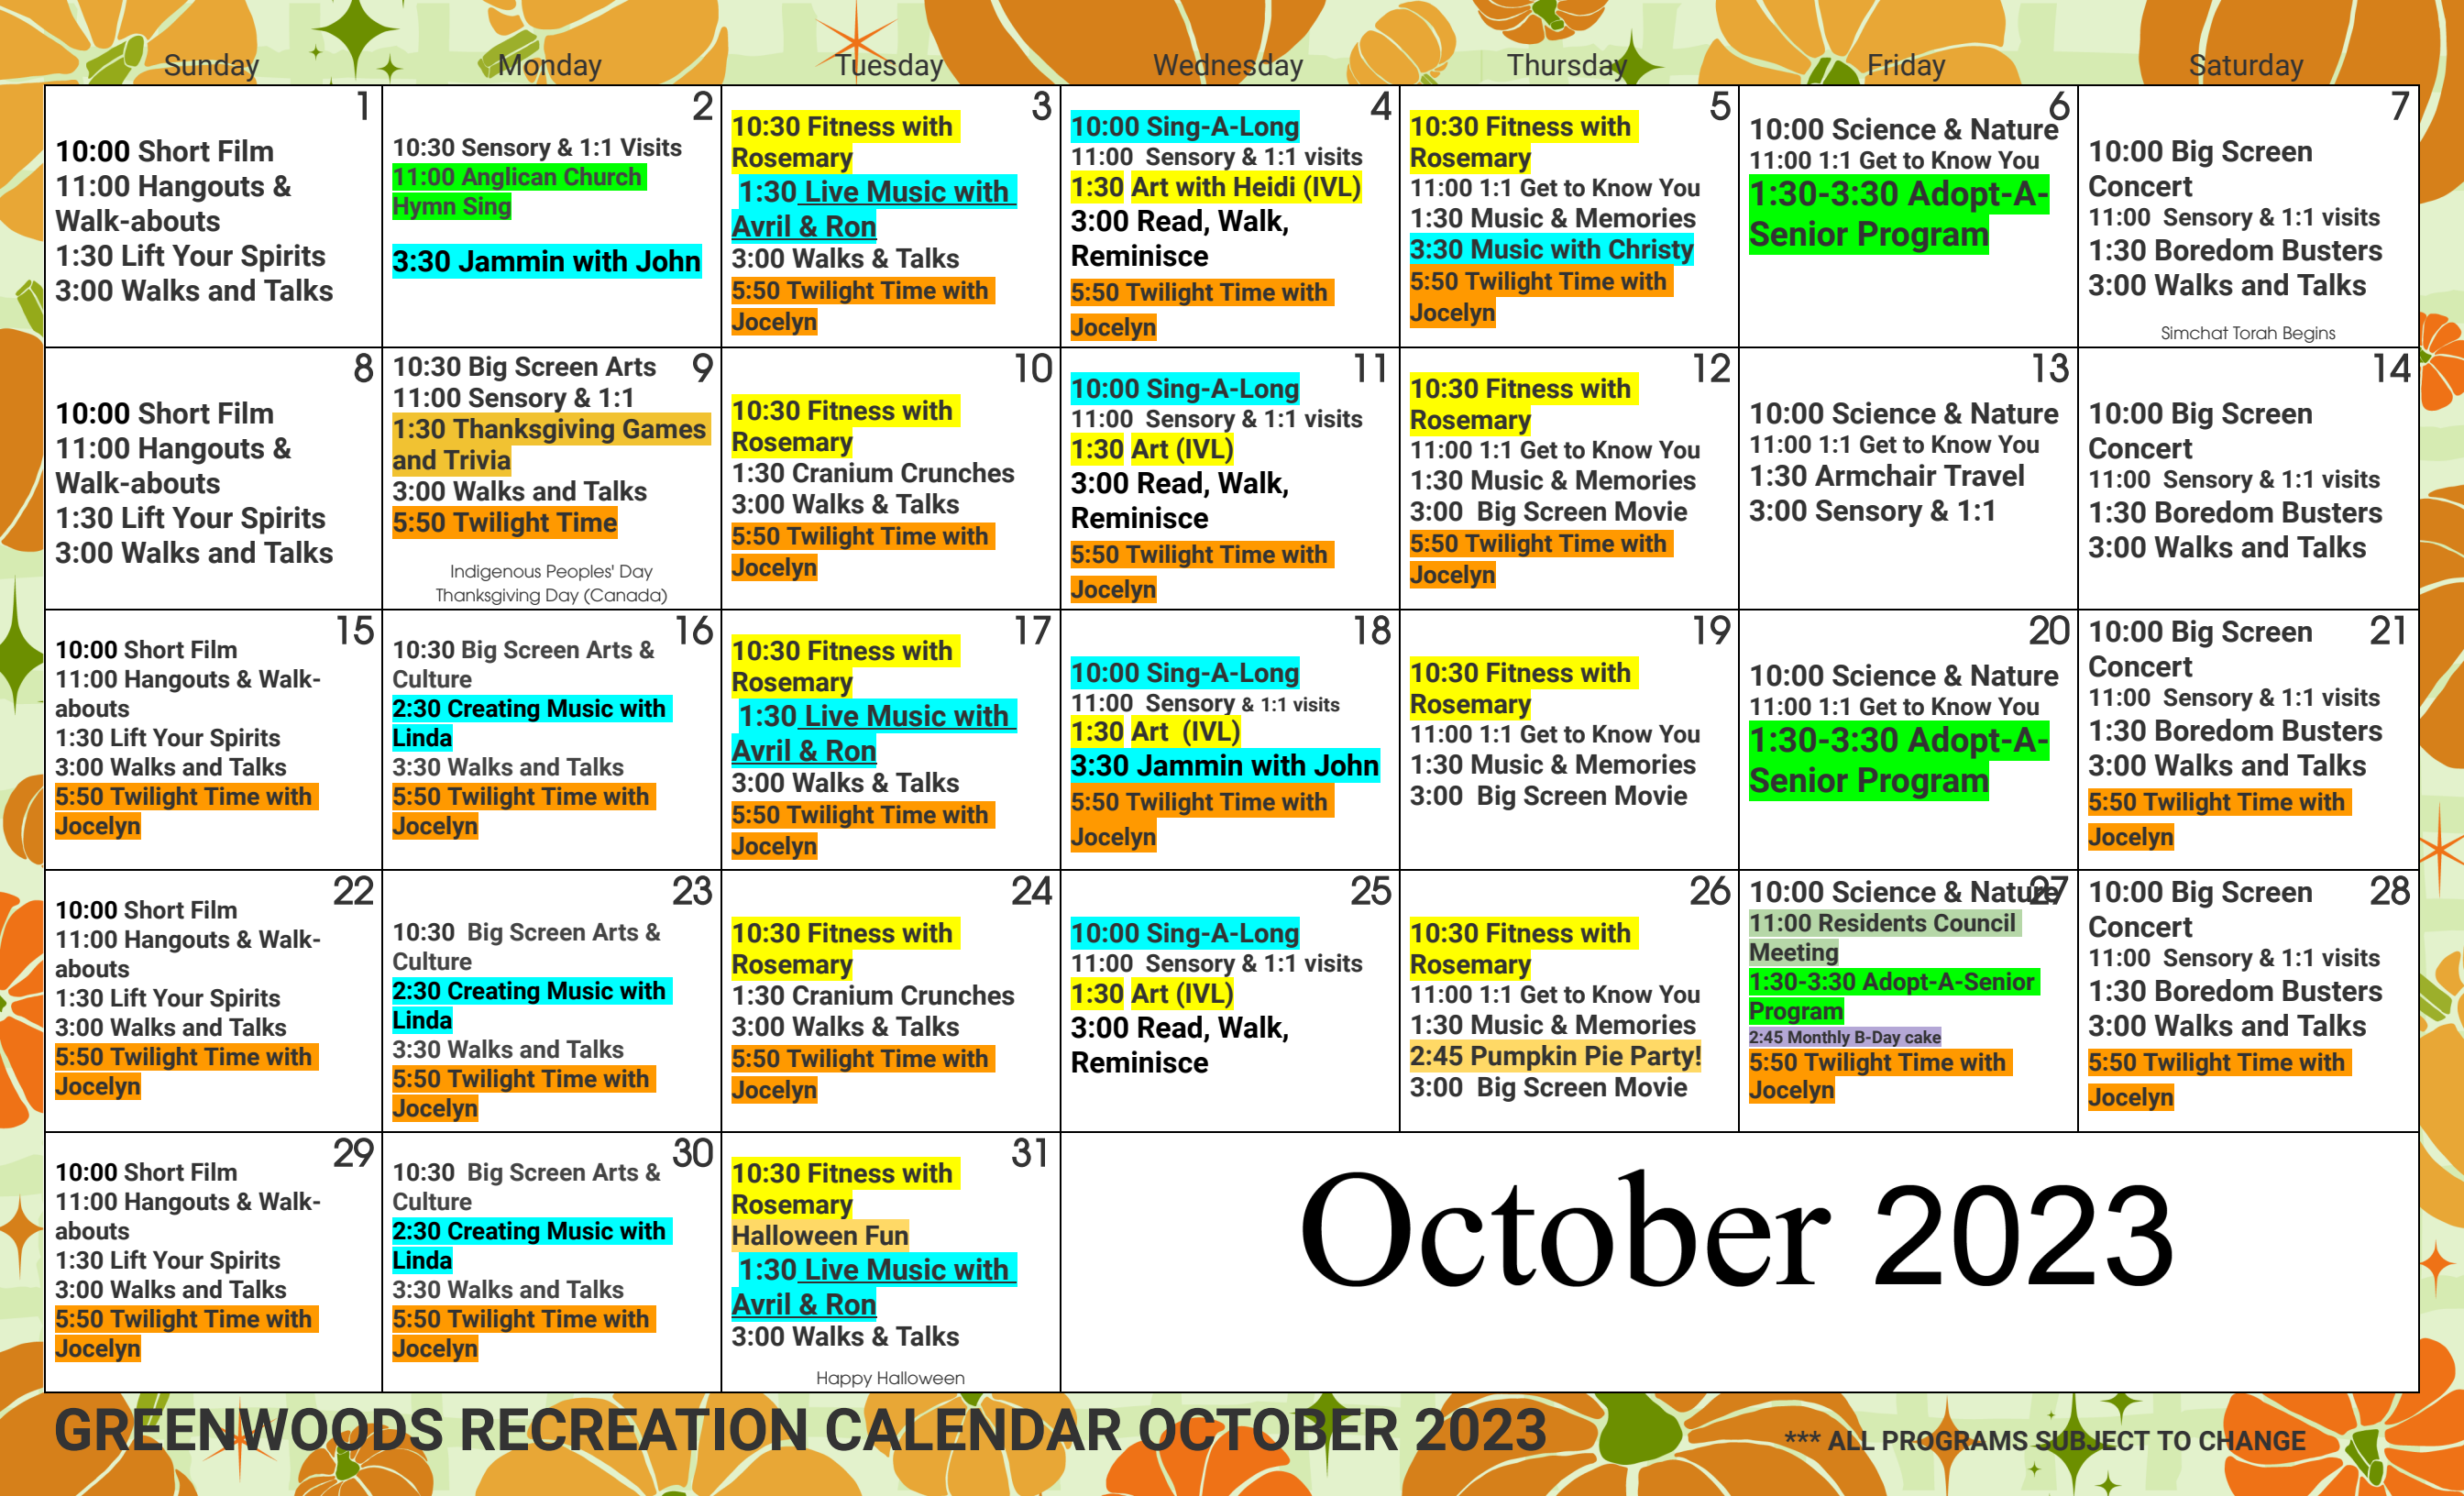 Sunday Monday Tuesday Wednesday Thursday Friday Saturday
1
10:00 Short Film
11:00 Hangouts &
Walk-abouts
1:30 Lift Your Spirits
3:00 Walks and Talks
2
10:30 Sensory & 1:1 Visits
11:00 Anglican Church
Hymn Sing
3:30 Jammin with John
3
10:30 Fitness with
Rosemary
1:30 Live Music with
Avril & Ron
3:00 Walks & Talks
5:50 Twilight Time with
Jocelyn
4
10:00 Sing-A-Long
11:00 Sensory & 1:1 visits
1:30 Art with Heidi (IVL)
3:00 Read, Walk,
Reminisce
5:50 Twilight Time with
Jocelyn
5
10:30 Fitness with
Rosemary
11:00 1:1 Get to Know You
1:30 Music & Memories
3:30 Music with Christy
5:50 Twilight Time with
Jocelyn
6
10:00 Science & Nature
11:00 1:1 Get to Know You
1:30-3:30 Adopt-A-
Senior Program
7
10:00 Big Screen
Concert
11:00 Sensory & 1:1 visits
1:30 Boredom Busters
3:00 Walks and Talks
Simchat Torah Begins
8
10:00 Short Film
11:00 Hangouts &
Walk-abouts
1:30 Lift Your Spirits
3:00 Walks and Talks
9
10:30 Big Screen Arts
11:00 Sensory & 1:1
1:30 Thanksgiving Games
and Trivia
3:00 Walks and Talks
5:50 Twilight Time
Indigenous Peoples' Day
Thanksgiving Day (Canada)
10
10:30 Fitness with
Rosemary
1:30 Cranium Crunches
3:00 Walks & Talks
5:50 Twilight Time with
Jocelyn
11
10:00 Sing-A-Long
11:00 Sensory & 1:1 visits
1:30 Art (IVL)
3:00 Read, Walk,
Reminisce
5:50 Twilight Time with
Jocelyn
12
10:30 Fitness with
Rosemary
11:00 1:1 Get to Know You
1:30 Music & Memories
3:00 Big Screen Movie
5:50 Twilight Time with
Jocelyn
13
10:00 Science & Nature
11:00 1:1 Get to Know You
1:30 Armchair Travel
3:00 Sensory & 1:1
14
10:00 Big Screen
Concert
11:00 Sensory & 1:1 visits
1:30 Boredom Busters
3:00 Walks and Talks
15
10:00 Short Film
11:00 Hangouts & Walk-
abouts
1:30 Lift Your Spirits
3:00 Walks and Talks
5:50 Twilight Time with
Jocelyn
16
10:30 Big Screen Arts &
Culture
2:30 Creating Music with
Linda
3:30 Walks and Talks
5:50 Twilight Time with
Jocelyn
17
10:30 Fitness with
Rosemary
1:30 Live Music with
Avril & Ron
3:00 Walks & Talks
5:50 Twilight Time with
Jocelyn
18
10:00 Sing-A-Long
11:00 Sensory & 1:1 visits
1:30 Art (IVL)
3:30 Jammin with John
5:50 Twilight Time with
Jocelyn
19
10:30 Fitness with
Rosemary
11:00 1:1 Get to Know You
1:30 Music & Memories
3:00 Big Screen Movie
20
10:00 Science & Nature
11:00 1:1 Get to Know You
1:30-3:30 Adopt-A-
Senior Program
21
10:00 Big Screen
Concert
11:00 Sensory & 1:1 visits
1:30 Boredom Busters
3:00 Walks and Talks
5:50 Twilight Time with
Jocelyn
22
10:00 Short Film
11:00 Hangouts & Walk-
abouts
1:30 Lift Your Spirits
3:00 Walks and Talks
5:50 Twilight Time with
Jocelyn
23
10:30 Big Screen Arts &
Culture
2:30 Creating Music with
Linda
3:30 Walks and Talks
5:50 Twilight Time with
Jocelyn
24
10:30 Fitness with
Rosemary
1:30 Cranium Crunches
3:00 Walks & Talks
5:50 Twilight Time with
Jocelyn
25
10:00 Sing-A-Long
11:00 Sensory & 1:1 visits
1:30 Art (IVL)
3:00 Read, Walk,
Reminisce
26
10:30 Fitness with
Rosemary
11:00 1:1 Get to Know You
1:30 Music & Memories
2:45 Pumpkin Pie Party!
3:00 Big Screen Movie
27
10:00 Science & Nature
11:00 Residents Council
Meeting
1:30-3:30 Adopt-A-Senior
Program
2:45 Monthly B-Day cake
5:50 Twilight Time with
Jocelyn
28
10:00 Big Screen
Concert
11:00 Sensory & 1:1 visits
1:30 Boredom Busters
3:00 Walks and Talks
5:50 Twilight Time with
Jocelyn
29
10:00 Short Film
11:00 Hangouts & Walk-
abouts
1:30 Lift Your Spirits
3:00 Walks and Talks
5:50 Twilight Time with
Jocelyn
30
10:30 Big Screen Arts &
Culture
2:30 Creating Music with
Linda
3:30 Walks and Talks
5:50 Twilight Time with
Jocelyn
31
10:30 Fitness with
Rosemary
Halloween Fun
1:30 Live Music with
Avril & Ron
3:00 Walks & Talks
Happy Halloween
October 2023
GREENWOODS RECREATION CALENDAR OCTOBER 2023
*** ALL PROGRAMS SUBJECT TO CHANGE